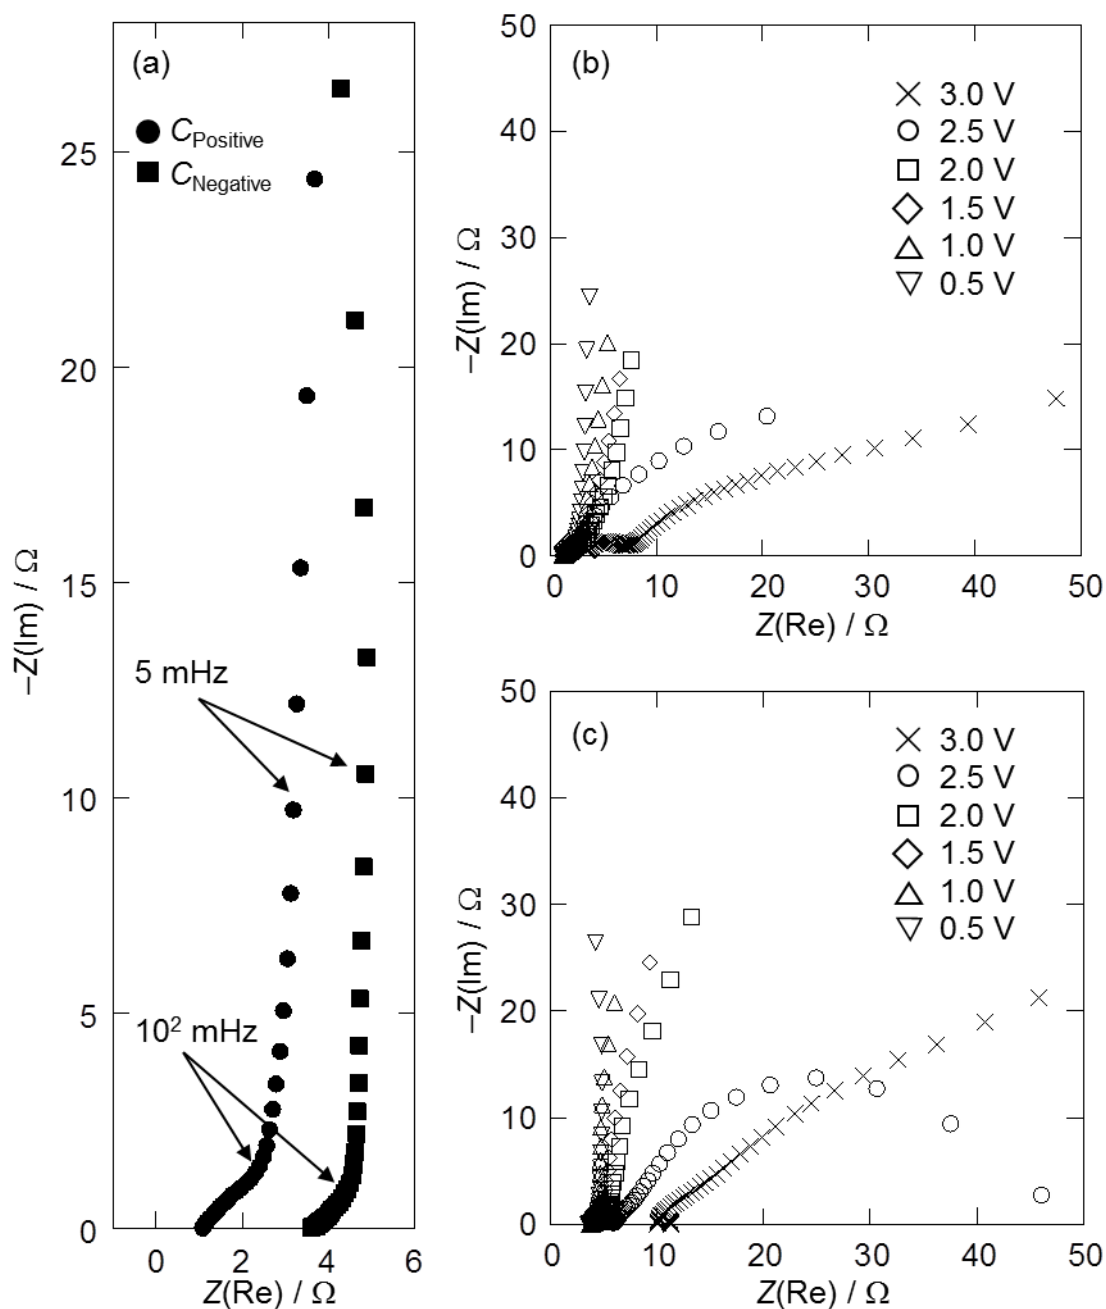 (a)
C Positive
C Negative
25
20
15
10
5
0
5 mHz
10² mHz
–Z(Im) / Ω
0 2 4 6
Z(Re) / Ω
(b)
3.0 V
2.5 V
2.0 V
1.5 V
1.0 V
0.5 V
50
40
30
20
10
0
–Z(Im) / Ω
0 10 20 30 40 50
Z(Re) / Ω
(c)
3.0 V
2.5 V
2.0 V
1.5 V
1.0 V
0.5 V
50
40
30
20
10
0
–Z(Im) / Ω
0 10 20 30 40 50
Z(Re) / Ω